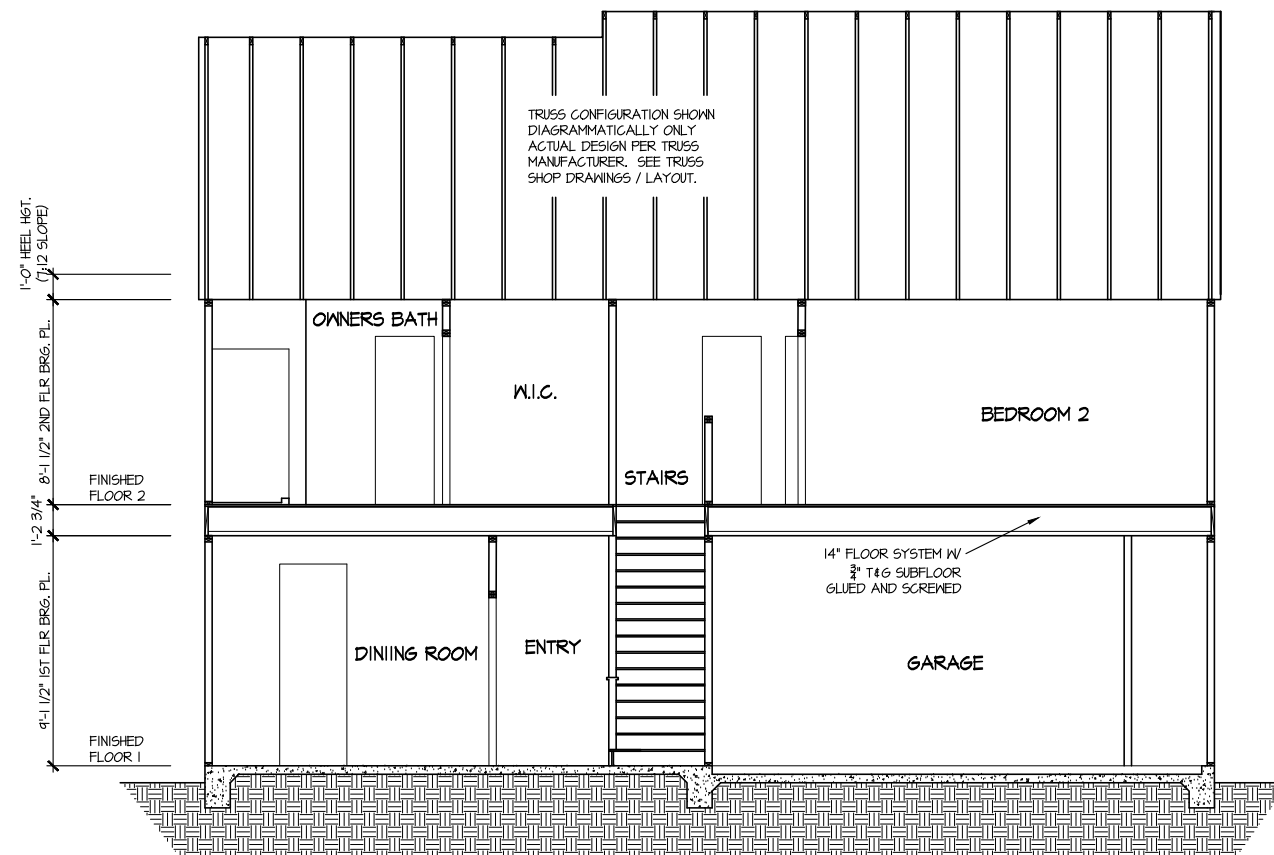 TRUSS CONFIGURATION SHOWN
DIAGRAMMATICALLY ONLY
ACTUAL DESIGN PER TRUSS
MANUFACTURER. SEE TRUSS
SHOP DRAWINGS / LAYOUT.
1'-0" HEEL HGT.
(7:12 SLOPE)
8'-1 1/2" 2ND FLR BRG. PL.
1'-2 3/4"
9'-1 1/2" 1ST FLR BRG. PL.
OWNERS BATH
W.I.C.
BEDROOM 2
STAIRS
FINISHED
FLOOR 2
14" FLOOR SYSTEM W/
3/4" T&G SUBFLOOR
GLUED AND SCREWED
DINIING ROOM
ENTRY
GARAGE
FINISHED
FLOOR 1